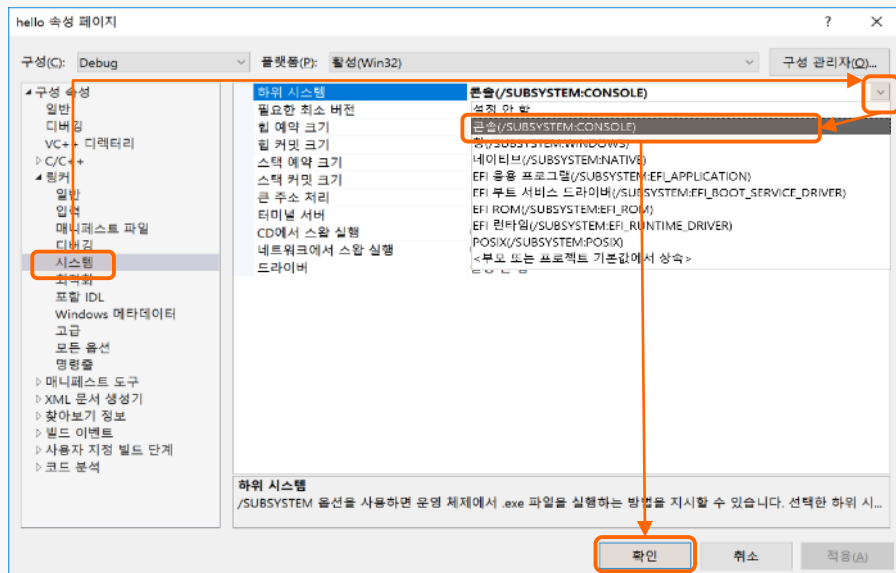 hello 속성 페이지 ? ×
구성(C): Debug 플랫폼(P): 활성(Win32) 구성 관리자(O)...
구성 속성
일반
디버깅
VC++ 디렉터리
C/C++
링커
일반
입력
매니페스트 파일
디버깅
시스템
최적화
포함 IDL
Windows 메타데이터
고급
모든 옵션
명령줄
매니페스트 도구
XML 문서 생성기
찾아보기 정보
빌드 이벤트
사용자 지정 빌드 단계
코드 분석
하위 시스템 콘솔(/SUBSYSTEM:CONSOLE)
필요한 최소 버전
힙 예약 크기
힙 커밋 크기
스택 예약 크기
스택 커밋 크기
큰 주소 처리
터미널 서버
CD에서 스왑 실행
네트워크에서 스왑 실행
드라이버
설정 안 함
콘솔(/SUBSYSTEM:CONSOLE)
창(/SUBSYSTEM:WINDOWS)
네이티브(/SUBSYSTEM:NATIVE)
EFI 응용 프로그램(/SUBSYSTEM:EFI_APPLICATION)
EFI 부트 서비스 드라이버(/SUBSYSTEM:EFI_BOOT_SERVICE_DRIVER)
EFI ROM(/SUBSYSTEM:EFI_ROM)
EFI 런타임(/SUBSYSTEM:EFI_RUNTIME_DRIVER)
POSIX(/SUBSYSTEM:POSIX)
<부모 또는 프로젝트 기본값에서 상속>
하위 시스템
/SUBSYSTEM 옵션을 사용하면 운영 체제에서 .exe 파일을 실행하는 방법을 지시할 수 있습니다. 선택한 하위 시...
확인 취소 적용(A)